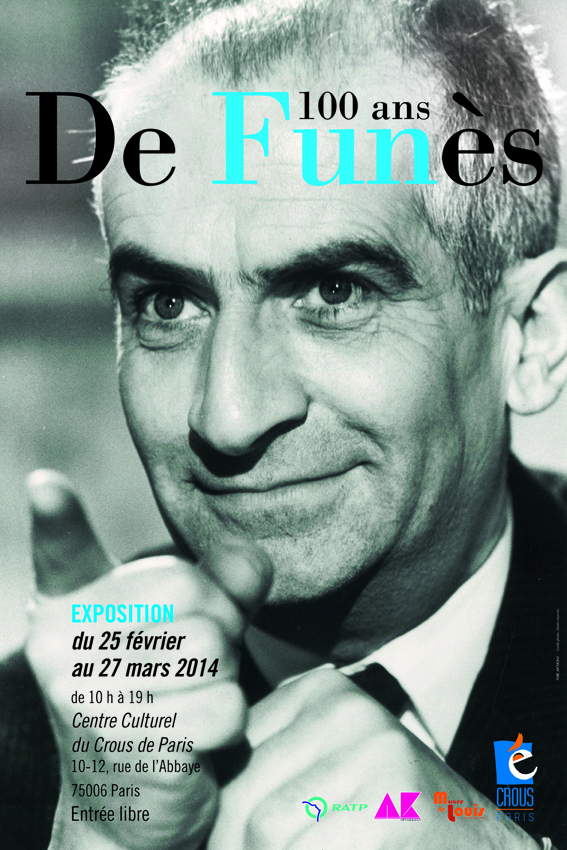 100 ans
De Funès
EXPOSITION
du 25 février
au 27 mars 2014
de 10 h à 19 h
Centre Culturel
du Crous de Paris
10-12, rue de l'Abbaye
75006 Paris
Entrée libre
RATP
AK
Musée
de Louis
é
CROUS
PARIS